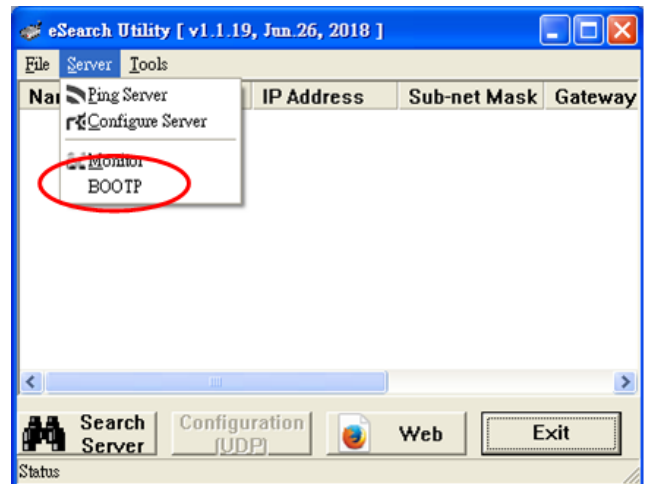 eSearch Utility [ v1.1.19, Jun.26, 2018 ]
File Server Tools
Nar IP Address Sub-net Mask Gateway
Ping Server
Configure Server
Monitor
BOOTP
Search Server
Configuration (UDP)
Web
Exit
Status